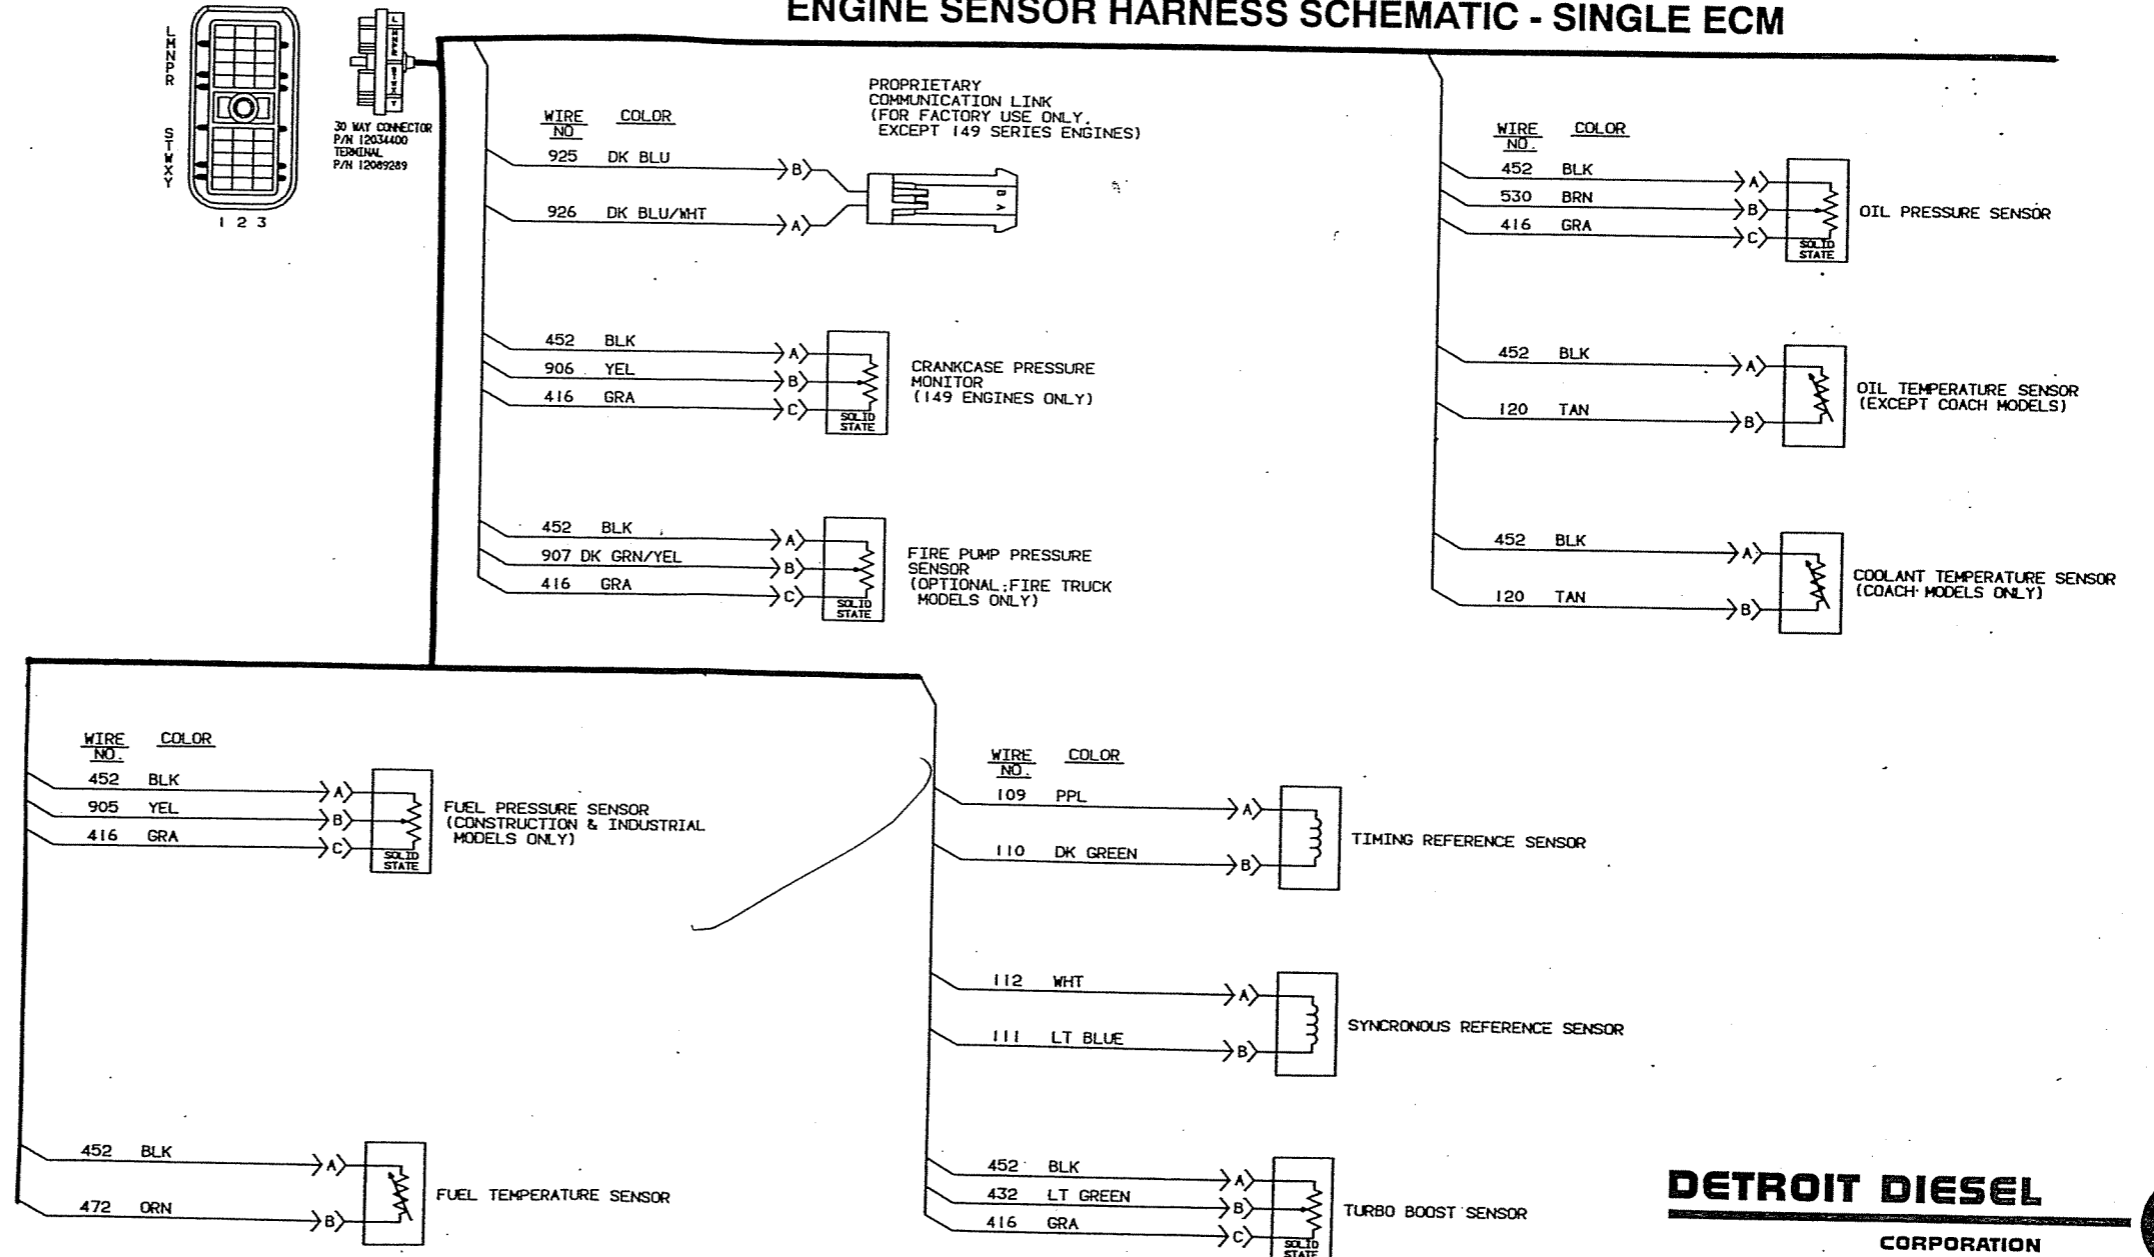 ENGINE SENSOR HARNESS SCHEMATIC - SINGLE ECM
L
M
N
P
R
S
T
W
X
Y
1 2 3
30 WAY CONNECTOR
P/N 12034400
TERMINAL
P/N 12089289
WIRE NO COLOR
925 DK BLU B
926 DK BLU/WHT A
PROPRIETARY
COMMUNICATION LINK
(FOR FACTORY USE ONLY,
EXCEPT 149 SERIES ENGINES)
B A
452 BLK A
906 YEL B
416 GRA C
SOLID
STATE
CRANKCASE PRESSURE
MONITOR
(149 ENGINES ONLY)
452 BLK A
907 DK GRN/YEL B
416 GRA C
SOLID
STATE
FIRE PUMP PRESSURE
SENSOR
(OPTIONAL;FIRE TRUCK
MODELS ONLY)
WIRE NO. COLOR
452 BLK A
530 BRN B
416 GRA C
SOLID
STATE
OIL PRESSURE SENSOR
452 BLK A
120 TAN B
OIL TEMPERATURE SENSOR
(EXCEPT COACH MODELS)
452 BLK A
120 TAN B
COOLANT TEMPERATURE SENSOR
(COACH MODELS ONLY)
WIRE NO. COLOR
452 BLK A
905 YEL B
416 GRA C
SOLID
STATE
FUEL PRESSURE SENSOR
(CONSTRUCTION & INDUSTRIAL
MODELS ONLY)
452 BLK A
472 ORN B
FUEL TEMPERATURE SENSOR
WIRE NO. COLOR
109 PPL A
110 DK GREEN B
TIMING REFERENCE SENSOR
112 WHT A
111 LT BLUE B
SYNCRONOUS REFERENCE SENSOR
452 BLK A
432 LT GREEN B
416 GRA C
SOLID
STATE
TURBO BOOST SENSOR
DETROIT DIESEL
CORPORATION